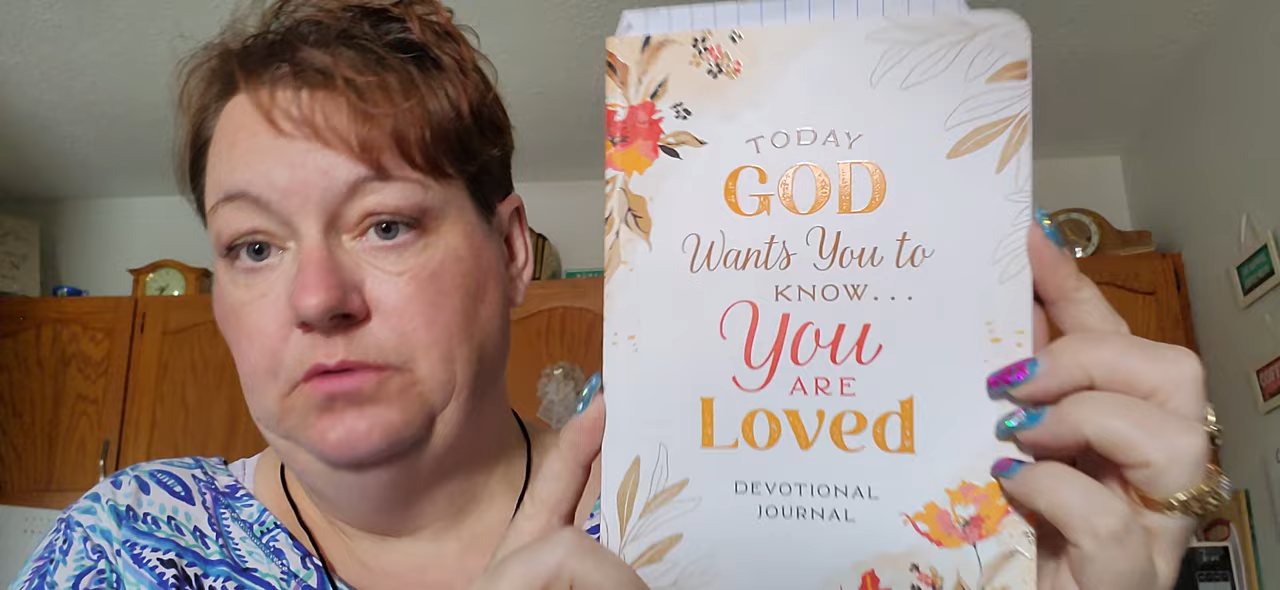 TODAY
GOD
Wants You to
KNOW...
You
ARE
Loved
DEVOTIONAL
JOURNAL